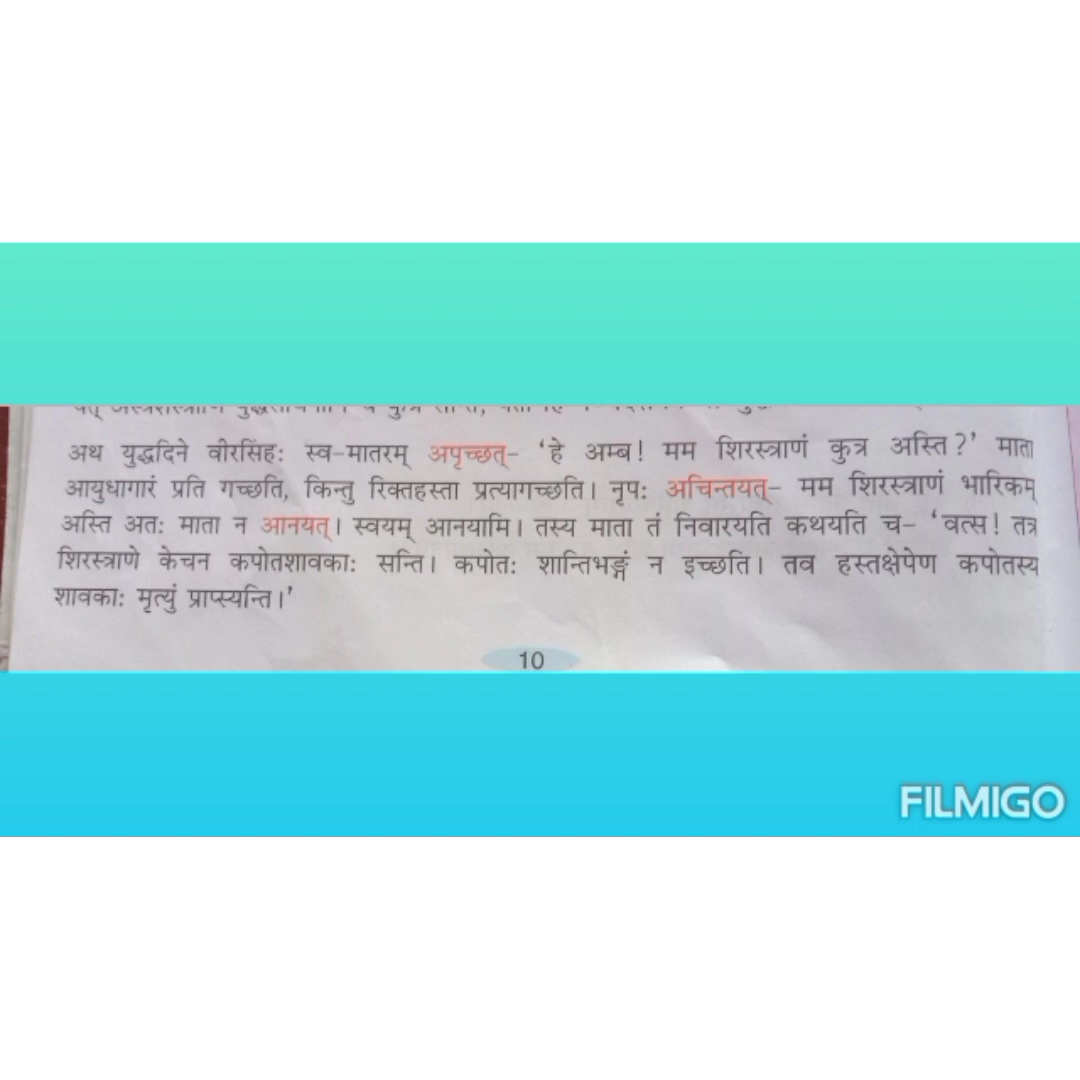 अथ युद्धदिने वीरसिंहः स्व-मातरम् अपृच्छत्- ‘हे अम्ब! मम शिरस्त्राणं कुत्र अस्ति?’ माता
आयुधागारं प्रति गच्छति, किन्तु रिक्तहस्ता प्रत्यागच्छति। नृपः अचिन्तयत्- मम शिरस्त्राणं भारिकम्
अस्ति अतः माता न आनयत्। स्वयम् आनयामि। तस्य माता तं निवारयति कथयति च- ‘वत्स! तत्र
शिरस्त्राणे केचन कपोतशावकाः सन्ति। कपोतः शान्तिभङ्गं न इच्छति। तव हस्तक्षेपेण कपोतस्य
शावकाः मृत्युं प्राप्स्यन्ति।’
10
FILMIGO